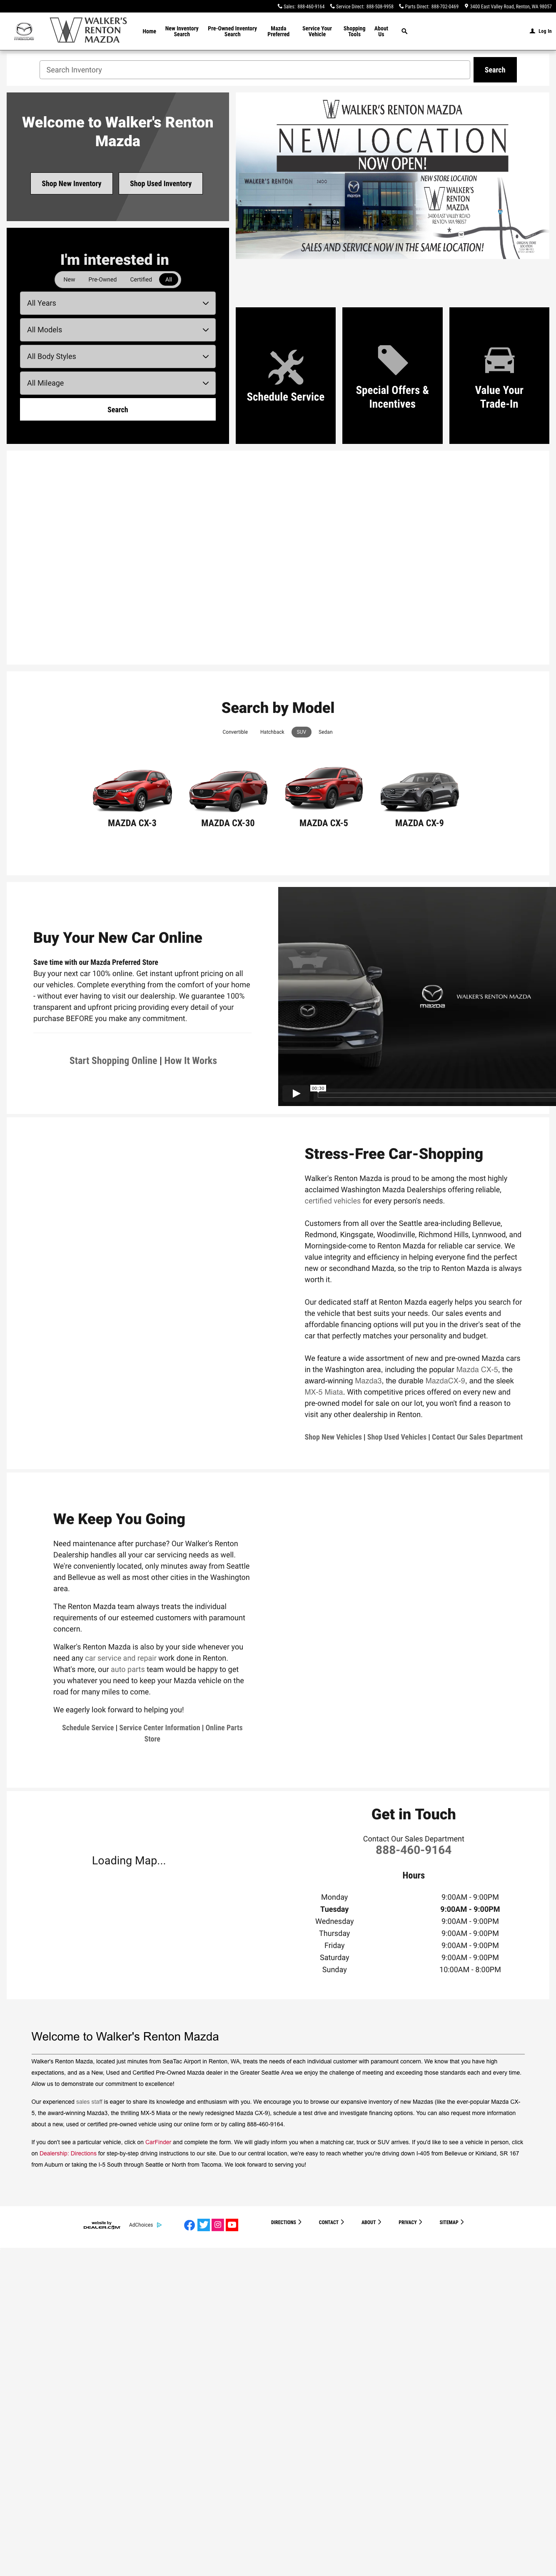 Sales: 888-460-9164 Service Direct: 888-508-9958 Parts Direct: 888-702-0469 3400 East Valley Road, Renton, WA 98057
WALKER'S
RENTON
MAZDA
Home
New Inventory
Search
Pre-Owned Inventory
Search
Mazda
Preferred
Service Your
Vehicle
Shopping
Tools
About
Us
Log In
Search Inventory
Search
Welcome to Walker's Renton
Mazda
Shop New Inventory
Shop Used Inventory
WALKER'S RENTON MAZDA
NEW LOCATION
NOW OPEN!
NEW STORE LOCATION
WALKER'S RENTON
3400
mazda
WALKER'S
RENTON
MAZDA
3400 EAST VALLEY RD
RENTON WA 98057
SALES AND SERVICE NOW IN THE SAME LOCATION!
I'm interested in
New Pre-Owned Certified All
All Years
All Models
All Body Styles
All Mileage
Search
Schedule Service
Special Offers &
Incentives
Value Your
Trade-In
Search by Model
Convertible Hatchback SUV Sedan
MAZDA CX-3
MAZDA CX-30
MAZDA CX-5
MAZDA CX-9
Buy Your New Car Online
Save time with our Mazda Preferred Store
Buy your next car 100% online. Get instant upfront pricing on all
our vehicles. Complete everything from the comfort of your home
- without ever having to visit our dealership. We guarantee 100%
transparent and upfront pricing providing every detail of your
purchase BEFORE you make any commitment.
Start Shopping Online | How It Works
mazda
WALKER'S RENTON MAZDA
00:30
Stress-Free Car-Shopping
Walker's Renton Mazda is proud to be among the most highly
acclaimed Washington Mazda Dealerships offering reliable,
certified vehicles for every person's needs.
Customers from all over the Seattle area-including Bellevue,
Redmond, Kingsgate, Woodinville, Richmond Hills, Lynnwood, and
Morningside-come to Renton Mazda for reliable car service. We
value integrity and efficiency in helping everyone find the perfect
new or secondhand Mazda, so the trip to Renton Mazda is always
worth it.
Our dedicated staff at Renton Mazda eagerly helps you search for
the vehicle that best suits your needs. Our sales events and
affordable financing options will put you in the driver's seat of the
car that perfectly matches your personality and budget.
We feature a wide assortment of new and pre-owned Mazda cars
in the Washington area, including the popular Mazda CX-5, the
award-winning Mazda3, the durable MazdaCX-9, and the sleek
MX-5 Miata. With competitive prices offered on every new and
pre-owned model for sale on our lot, you won't find a reason to
visit any other dealership in Renton.
Shop New Vehicles | Shop Used Vehicles | Contact Our Sales Department
We Keep You Going
Need maintenance after purchase? Our Walker's Renton
Dealership handles all your car servicing needs as well.
We're conveniently located, only minutes away from Seattle
and Bellevue as well as most other cities in the Washington
area.
The Renton Mazda team always treats the individual
requirements of our esteemed customers with paramount
concern.
Walker's Renton Mazda is also by your side whenever you
need any car service and repair work done in Renton.
What's more, our auto parts team would be happy to get
you whatever you need to keep your Mazda vehicle on the
road for many miles to come.
We eagerly look forward to helping you!
Schedule Service | Service Center Information | Online Parts
Store
Loading Map...
Get in Touch
Contact Our Sales Department
888-460-9164
Hours
Monday 9:00AM - 9:00PM
Tuesday 9:00AM - 9:00PM
Wednesday 9:00AM - 9:00PM
Thursday 9:00AM - 9:00PM
Friday 9:00AM - 9:00PM
Saturday 9:00AM - 9:00PM
Sunday 10:00AM - 8:00PM
Welcome to Walker's Renton Mazda
Walker's Renton Mazda, located just minutes from SeaTac Airport in Renton, WA, treats the needs of each individual customer with paramount concern. We know that you have high
expectations, and as a New, Used and Certified Pre-Owned Mazda dealer in the Greater Seattle Area we enjoy the challenge of meeting and exceeding those standards each and every time.
Allow us to demonstrate our commitment to excellence!
Our experienced sales staff is eager to share its knowledge and enthusiasm with you. We encourage you to browse our expansive inventory of new Mazdas (like the ever-popular Mazda CX-
5, the award-winning Mazda3, the thrilling MX-5 Miata or the newly redesigned Mazda CX-9), schedule a test drive and investigate financing options. You can also request more information
about a new, used or certified pre-owned vehicle using our online form or by calling 888-460-9164.
If you don't see a particular vehicle, click on CarFinder and complete the form. We will gladly inform you when a matching car, truck or SUV arrives. If you'd like to see a vehicle in person, click
on Dealership: Directions for step-by-step driving instructions to our site. Due to our central location, we're easy to reach whether you're driving down I-405 from Bellevue or Kirkland, SR 167
from Auburn or taking the I-5 South through Seattle or North from Tacoma. We look forward to serving you!
website by
DEALER.COM
AdChoices
DIRECTIONS CONTACT ABOUT PRIVACY SITEMAP